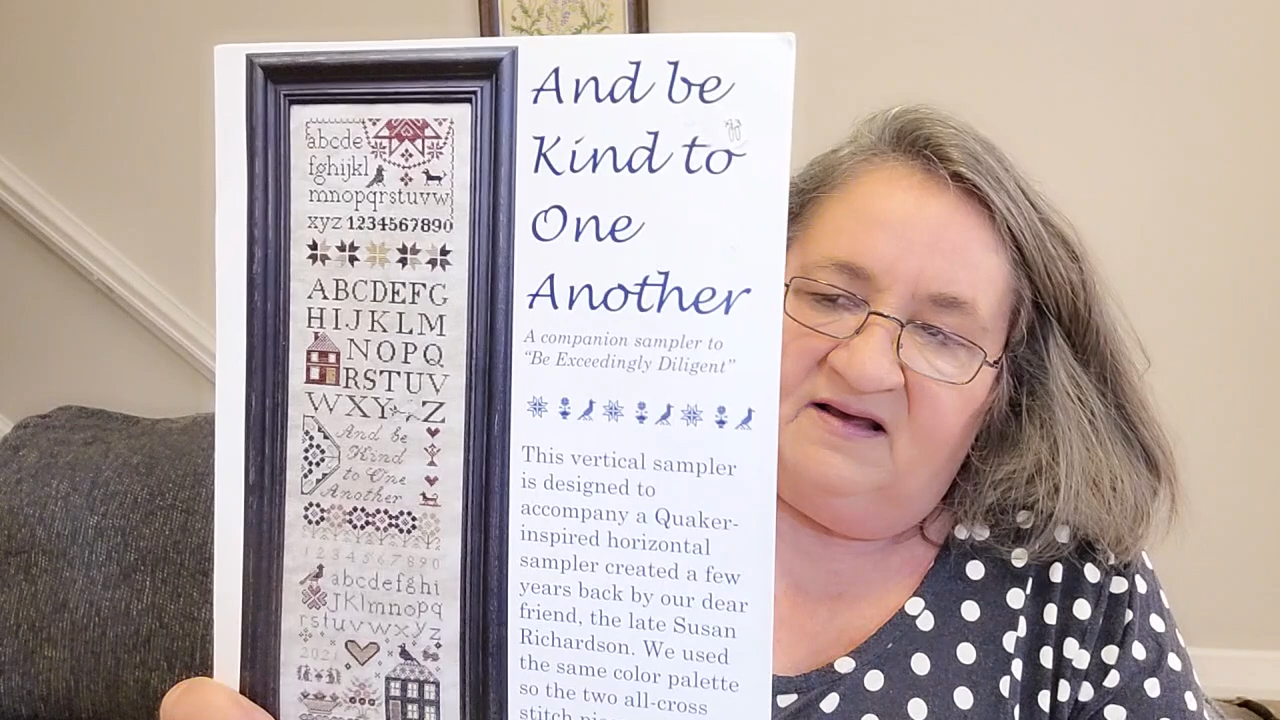 abcde
fghijkl
mnopqrstuvw
xyz 1234567890
ABCDEFG
HIJKLM
NOPQ
RSTUV
WXYZ
And be
Kind
to One
Another
1234567890
abcdefghi
jklmnopq
rstuvwxyz
2021
And be
Kind to
One
Another
A companion sampler to
"Be Exceedingly Diligent"
This vertical sampler
is designed to
accompany a Quaker-
inspired horizontal
sampler created a few
years back by our dear
friend, the late Susan
Richardson. We used
the same color palette
so the two all-cross
stitch